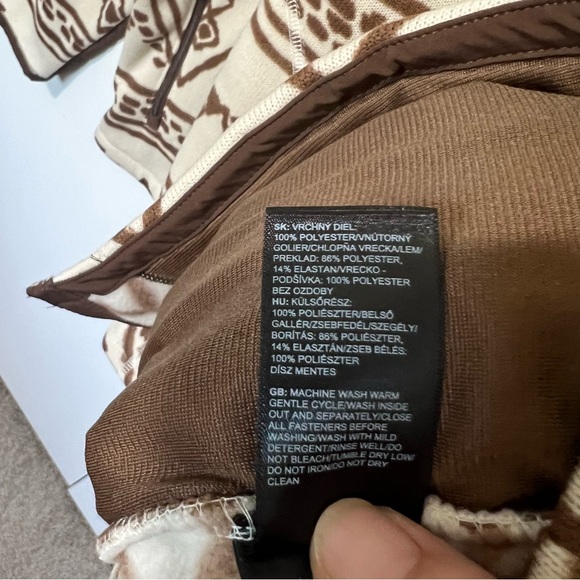 SK: VRCHNÝ DIEL:
100% POLYESTER/VNÚTORNÝ
GOLIER/CHLOPŇA VRECKA/LEM/
PREKLAD: 86% POLYESTER,
14% ELASTAN/VRECKO -
PODŠÍVKA: 100% POLYESTER
BEZ OZDOBY
HU: KÜLSŐRÉSZ:
100% POLIÉSZTER/BELSŐ
GALLÉR/ZSEBFEDÉL/SZEGÉLY/
BORÍTÁS: 86% POLIÉSZTER,
14% ELASZTÁN/ZSEB BÉLÉS:
100% POLIÉSZTER
DÍSZ MENTES
GB: MACHINE WASH WARM
GENTLE CYCLE/WASH INSIDE
OUT AND SEPARATELY/CLOSE
ALL FASTENERS BEFORE
WASHING/WASH WITH MILD
DETERGENT/RINSE WELL/DO
NOT BLEACH/TUMBLE DRY LOW/
DO NOT IRON/DO NOT DRY
CLEAN